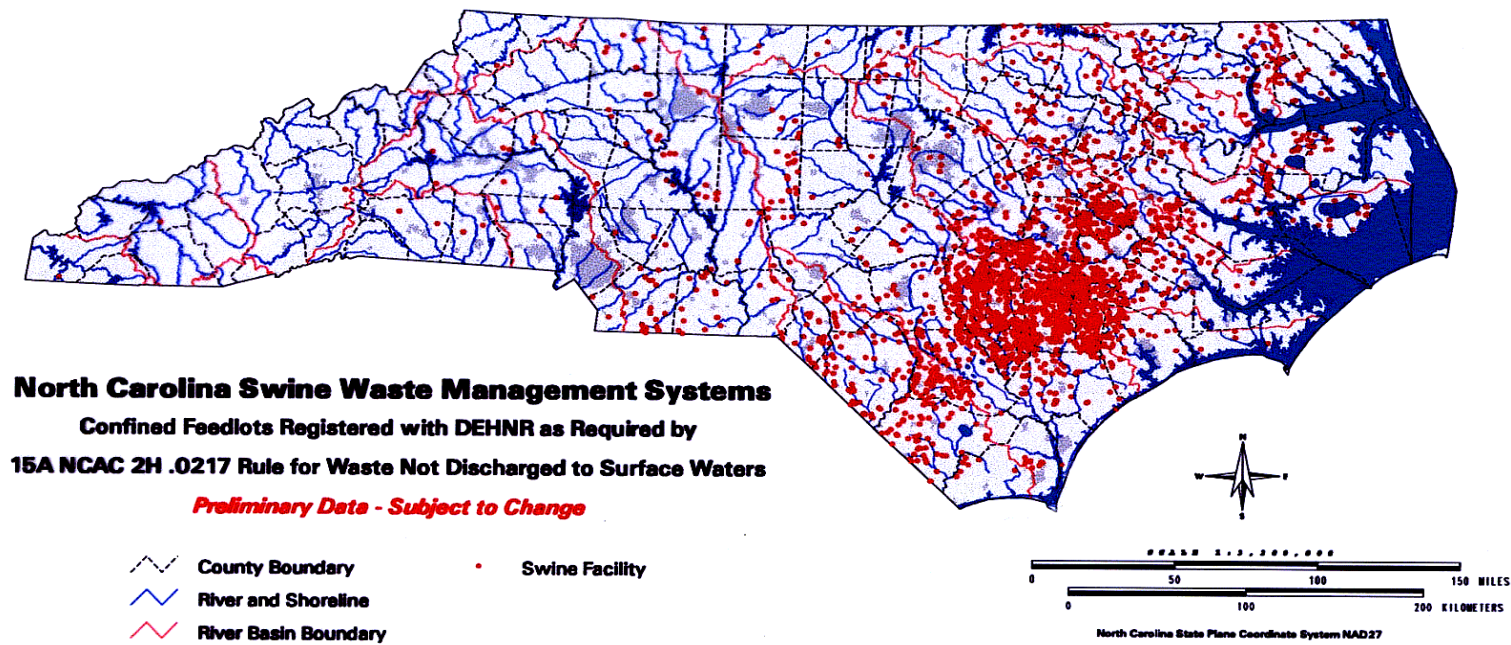 North Carolina Swine Waste Management Systems
Confined Feedlots Registered with DEHNR as Required by
15A NCAC 2H .0217 Rule for Waste Not Discharged to Surface Waters
Preliminary Data - Subject to Change
County Boundary
Swine Facility
River and Shoreline
River Basin Boundary
N
W
S
0 50 100 150 MILES
0 100 200 KILOMETERS
North Carolina State Plane Coordinate System NAD27